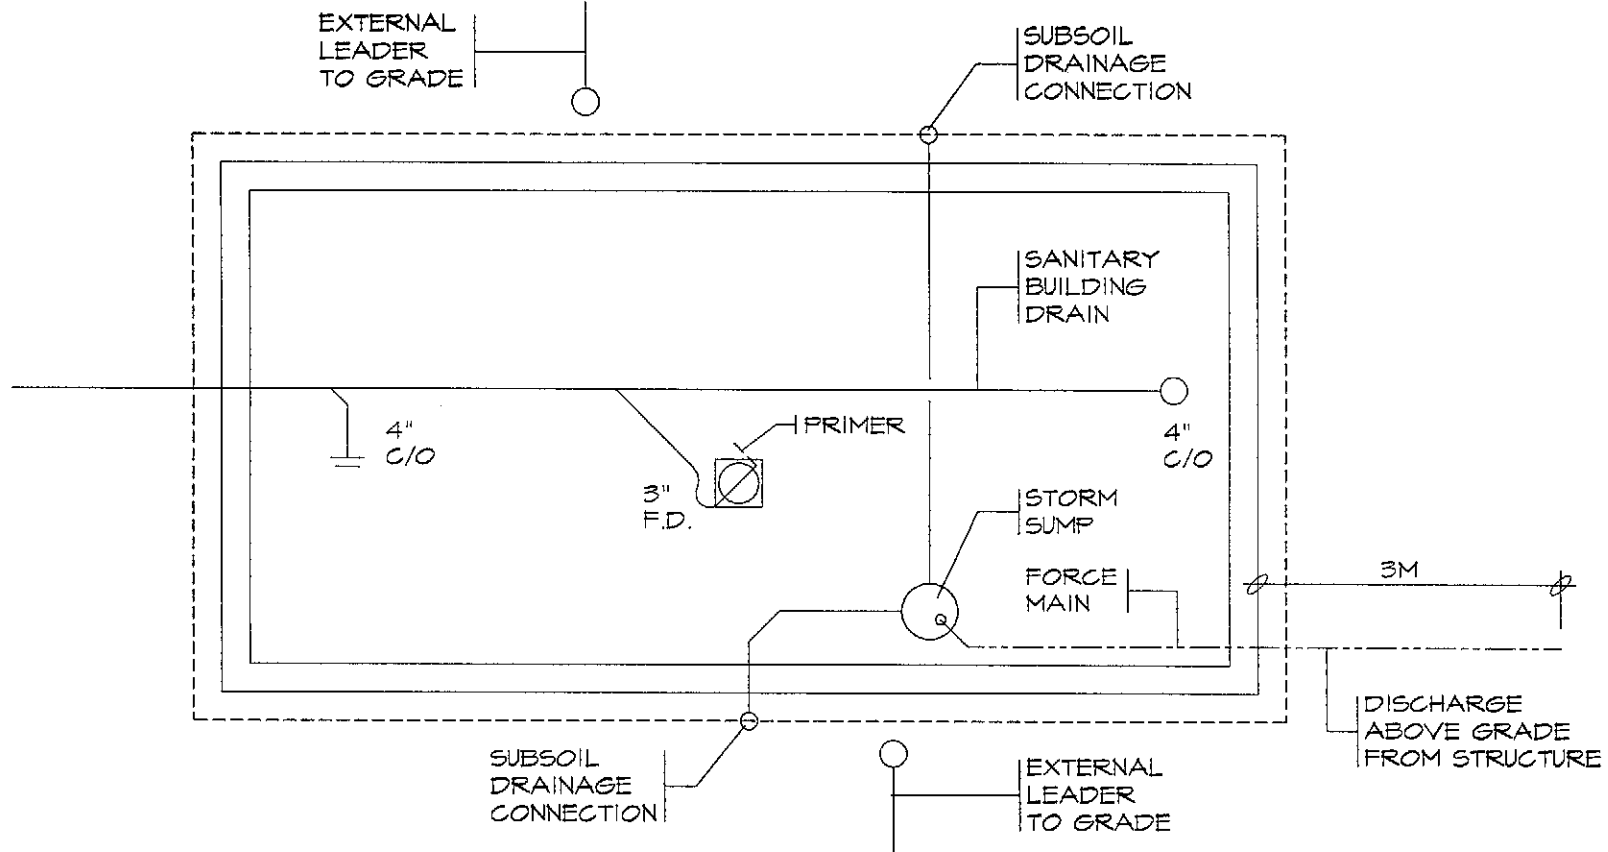 EXTERNAL
LEADER
TO GRADE
SUBSOIL
DRAINAGE
CONNECTION
SANITARY
BUILDING
DRAIN
4"
C/O
PRIMER
4"
C/O
3"
F.D.
STORM
SUMP
FORCE
MAIN
3M
DISCHARGE
ABOVE GRADE
FROM STRUCTURE
SUBSOIL
DRAINAGE
CONNECTION
EXTERNAL
LEADER
TO GRADE